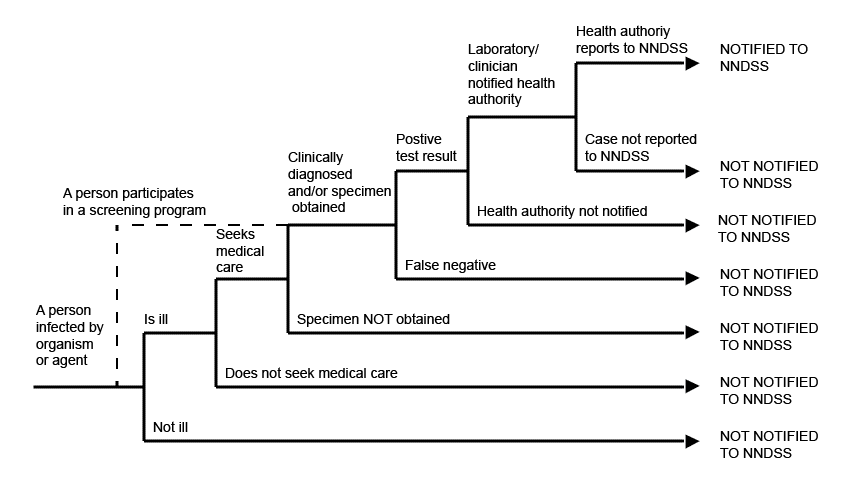 Health authoriy
reports to NNDSS
NOTIFIED TO
NNDSS
Laboratory/
clinician
notified health
authority
Postive
test result
Case not reported
to NNDSS
NOT NOTIFIED
TO NNDSS
Clinically
diagnosed
and/or specimen
obtained
A person participates
in a screening program
Health authority not notified
NOT NOTIFIED
TO NNDSS
Seeks
medical
care
False negative
NOT NOTIFIED
TO NNDSS
A person
infected by
organism
or agent
Is ill
Specimen NOT obtained
NOT NOTIFIED
TO NNDSS
Does not seek medical care
NOT NOTIFIED
TO NNDSS
Not ill
NOT NOTIFIED
TO NNDSS